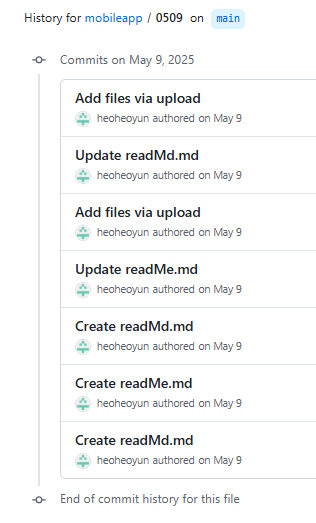 History for mobileapp / 0509 on main
Commits on May 9, 2025
Add files via upload
heoheoyun authored on May 9
Update readMd.md
heoheoyun authored on May 9
Add files via upload
heoheoyun authored on May 9
Update readMe.md
heoheoyun authored on May 9
Create readMd.md
heoheoyun authored on May 9
Create readMe.md
heoheoyun authored on May 9
Create readMd.md
heoheoyun authored on May 9
End of commit history for this file